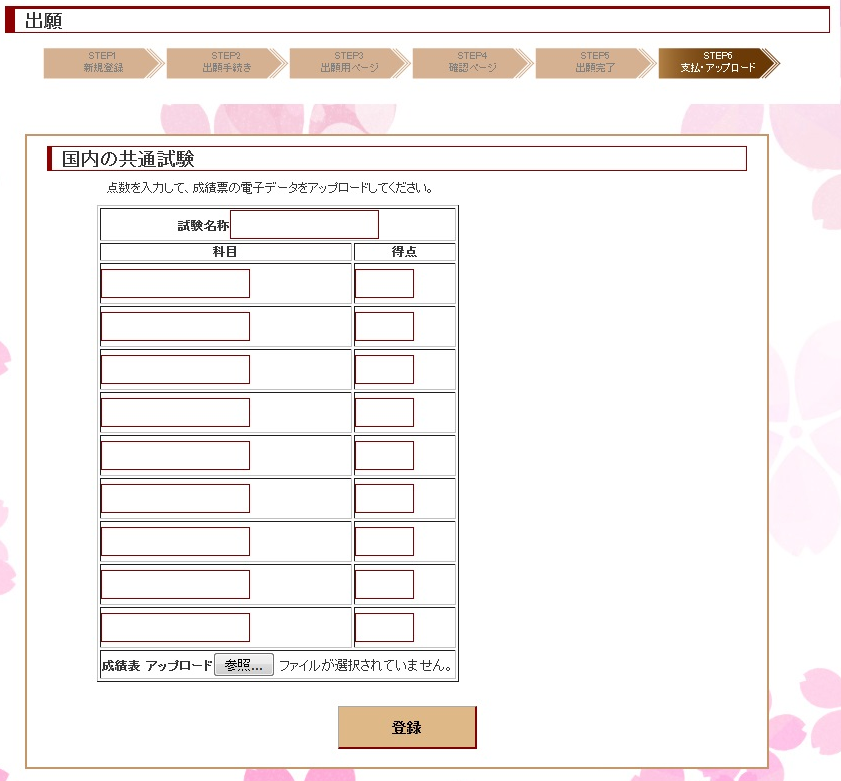 出願
STEP1
新規登録
STEP2
出願手続き
STEP3
出願用ページ
STEP4
確認ページ
STEP5
出願完了
STEP6
支払・アップロード
国内の共通試験
点数を入力して、成績票の電子データをアップロードしてください。
試験名称
科目 得点
成績表 アップロード 参照... ファイルが選択されていません。
登録